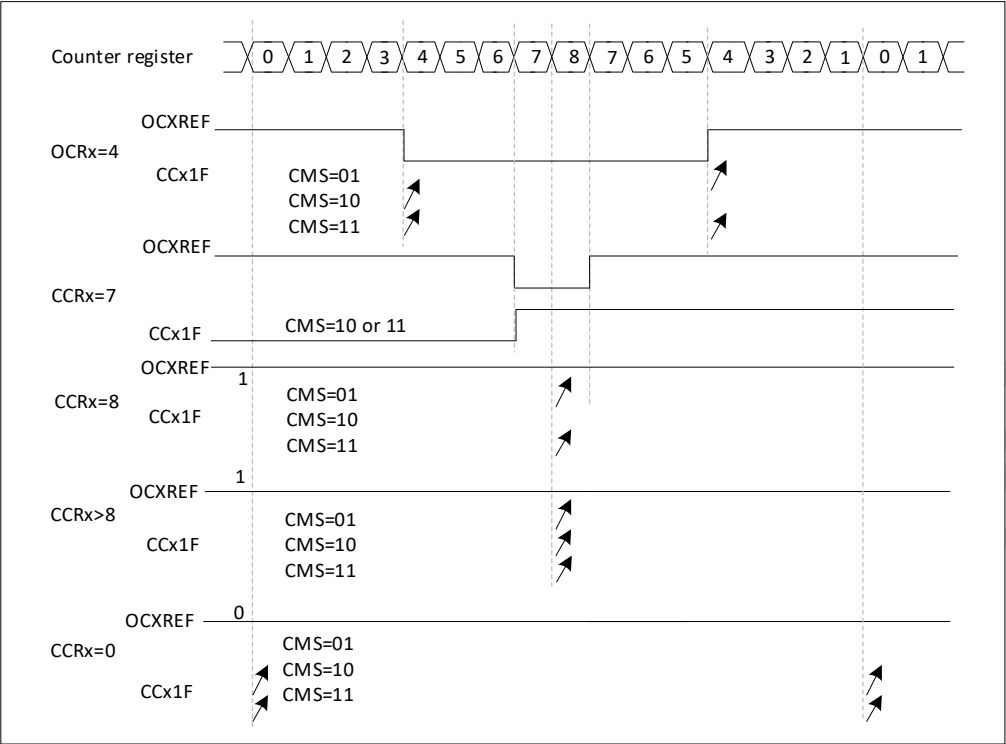 Counter register 0 1 2 3 4 5 6 7 8 7 6 5 4 3 2 1 0 1
OCXREF
OCRx=4
CCx1F
CMS=01
CMS=10
CMS=11
OCXREF
CCRx=7
CCx1F
CMS=10 or 11
OCXREF
1
CCRx=8
CCx1F
CMS=01
CMS=10
CMS=11
1
OCXREF
CCRx>8
CCx1F
CMS=01
CMS=10
CMS=11
OCXREF
0
CCRx=0
CCx1F
CMS=01
CMS=10
CMS=11